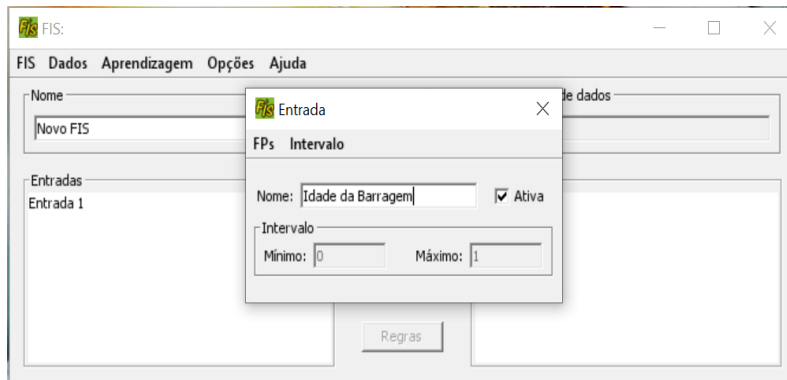 Fis FIS:
FIS Dados Aprendizagem Opções Ajuda
Nome
Novo FIS
de dados
Entradas
Entrada 1
Fis Entrada
FPs Intervalo
Nome: Idade da Barragem Ativa
Intervalo
Mínimo: 0 Máximo: 1
Regras